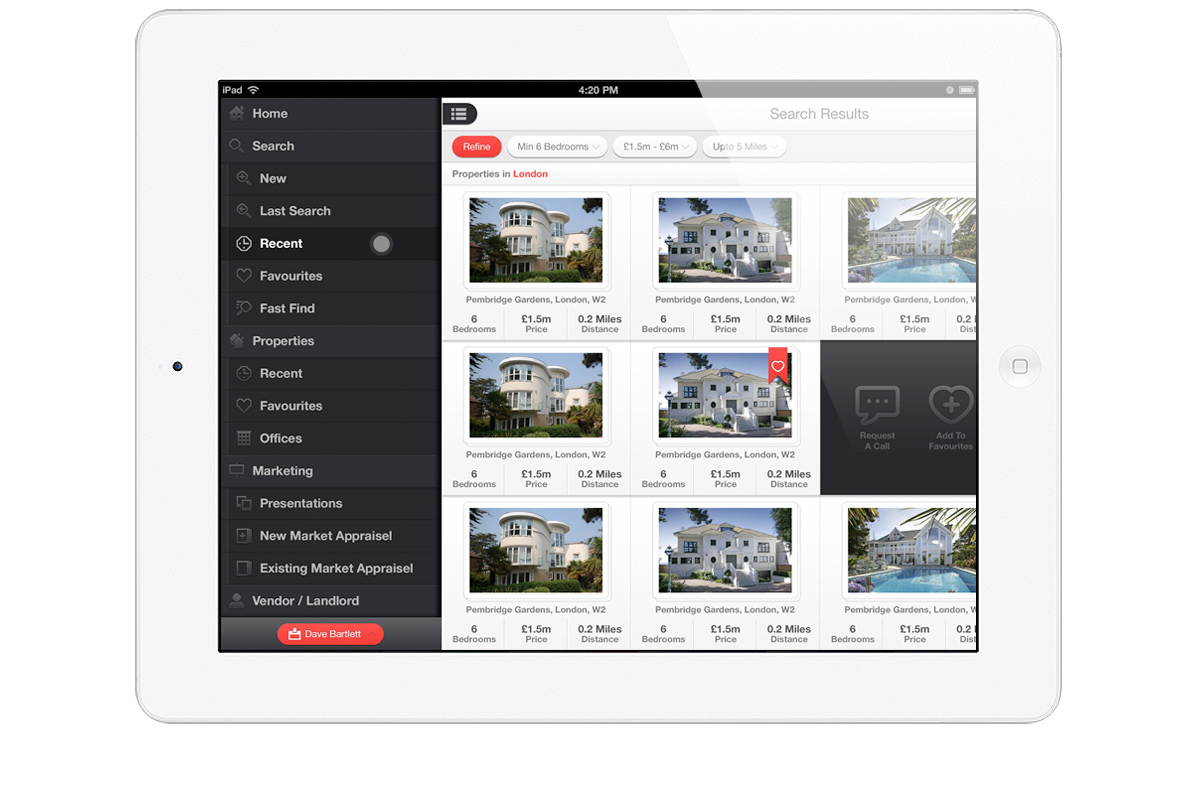 iPad
4:20 PM
Home
Search
New
Last Search
Recent
Favourites
Fast Find
Properties
Recent
Favourites
Offices
Marketing
Presentations
New Market Appraisel
Existing Market Appraisel
Vendor / Landlord
Dave Bartlett
Search Results
Refine
Min 6 Bedrooms
£1.5m - £6m
Upto 5 Miles
Properties in London
Pembridge Gardens, London, W2 Pembridge Gardens, London, W2 Pembridge Gardens, London, W
6 £1.5m 0.2 Miles 6 £1.5m 0.2 Miles 6 £1.5m 0.2
Bedrooms Price Distance Bedrooms Price Distance Bedrooms Price Dist
Request Add To
A Call Favourites
Pembridge Gardens, London, W2 Pembridge Gardens, London, W2
6 £1.5m 0.2 Miles 6 £1.5m 0.2 Miles
Bedrooms Price Distance Bedrooms Price Distance
Pembridge Gardens, London, W2 Pembridge Gardens, London, W2 Pembridge Gardens, London, W
6 £1.5m 0.2 Miles 6 £1.5m 0.2 Miles 6 £1.5m 0.2
Bedrooms Price Distance Bedrooms Price Distance Bedrooms Price Dist